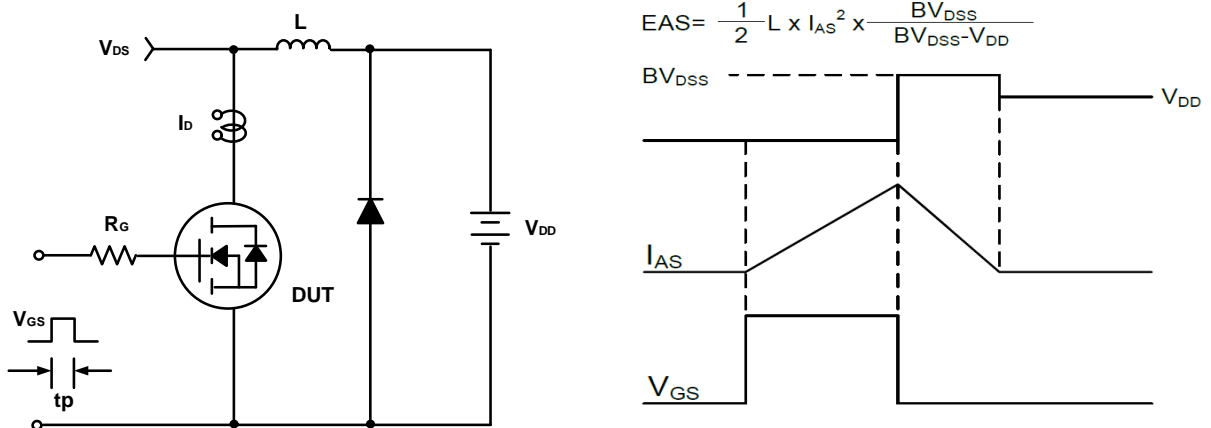 L
VDS
ID
RG
VDD
DUT
VGS
tp
EAS= 1/2 L x IAS² x BVDSS/BVDSS-VDD
BVDSS
VDD
IAS
VGS